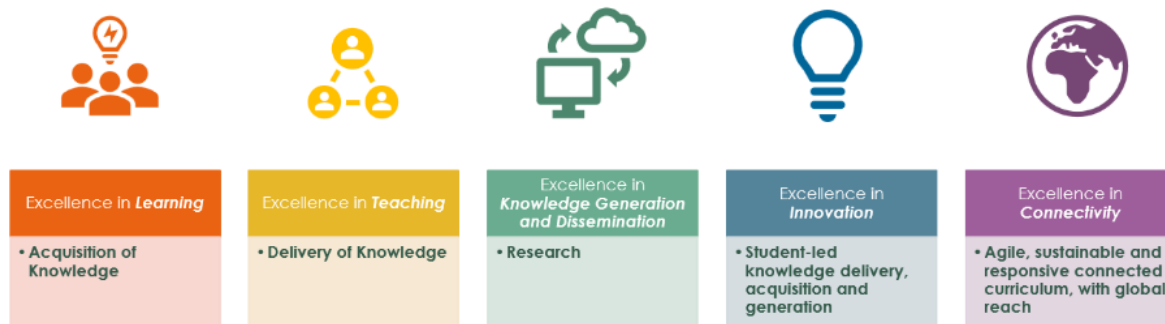 Excellence in Learning
• Acquisition of
Knowledge
Excellence in Teaching
• Delivery of Knowledge
Excellence in
Knowledge Generation
and Dissemination
• Research
Excellence in
Innovation
• Student-led
knowledge delivery,
acquisition and
generation
Excellence in
Connectivity
• Agile, sustainable and
responsive connected
curriculum, with global
reach